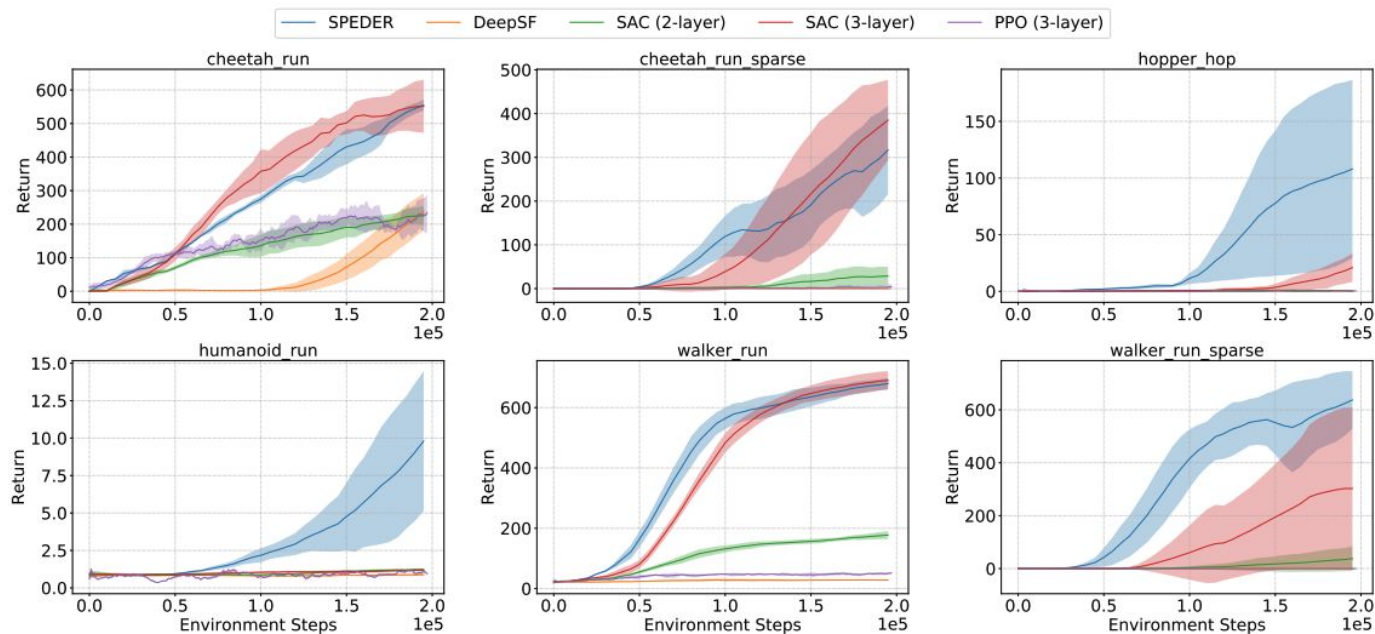 SPEDER DeepSF SAC (2-layer) SAC (3-layer) PPO (3-layer)
cheetah_run
600
500
400
300
200
100
0
Return
0.0 0.5 1.0 1.5 2.0
1e5
cheetah_run_sparse
500
400
300
200
100
0
Return
0.0 0.5 1.0 1.5 2.0
1e5
hopper_hop
150
100
50
0
Return
0.0 0.5 1.0 1.5 2.0
1e5
humanoid_run
15.0
12.5
10.0
7.5
5.0
2.5
0.0
Return
0.0 0.5 1.0 1.5 2.0
Environment Steps 1e5
walker_run
600
400
200
0
Return
0.0 0.5 1.0 1.5 2.0
Environment Steps 1e5
walker_run_sparse
600
400
200
0
Return
0.0 0.5 1.0 1.5 2.0
Environment Steps 1e5